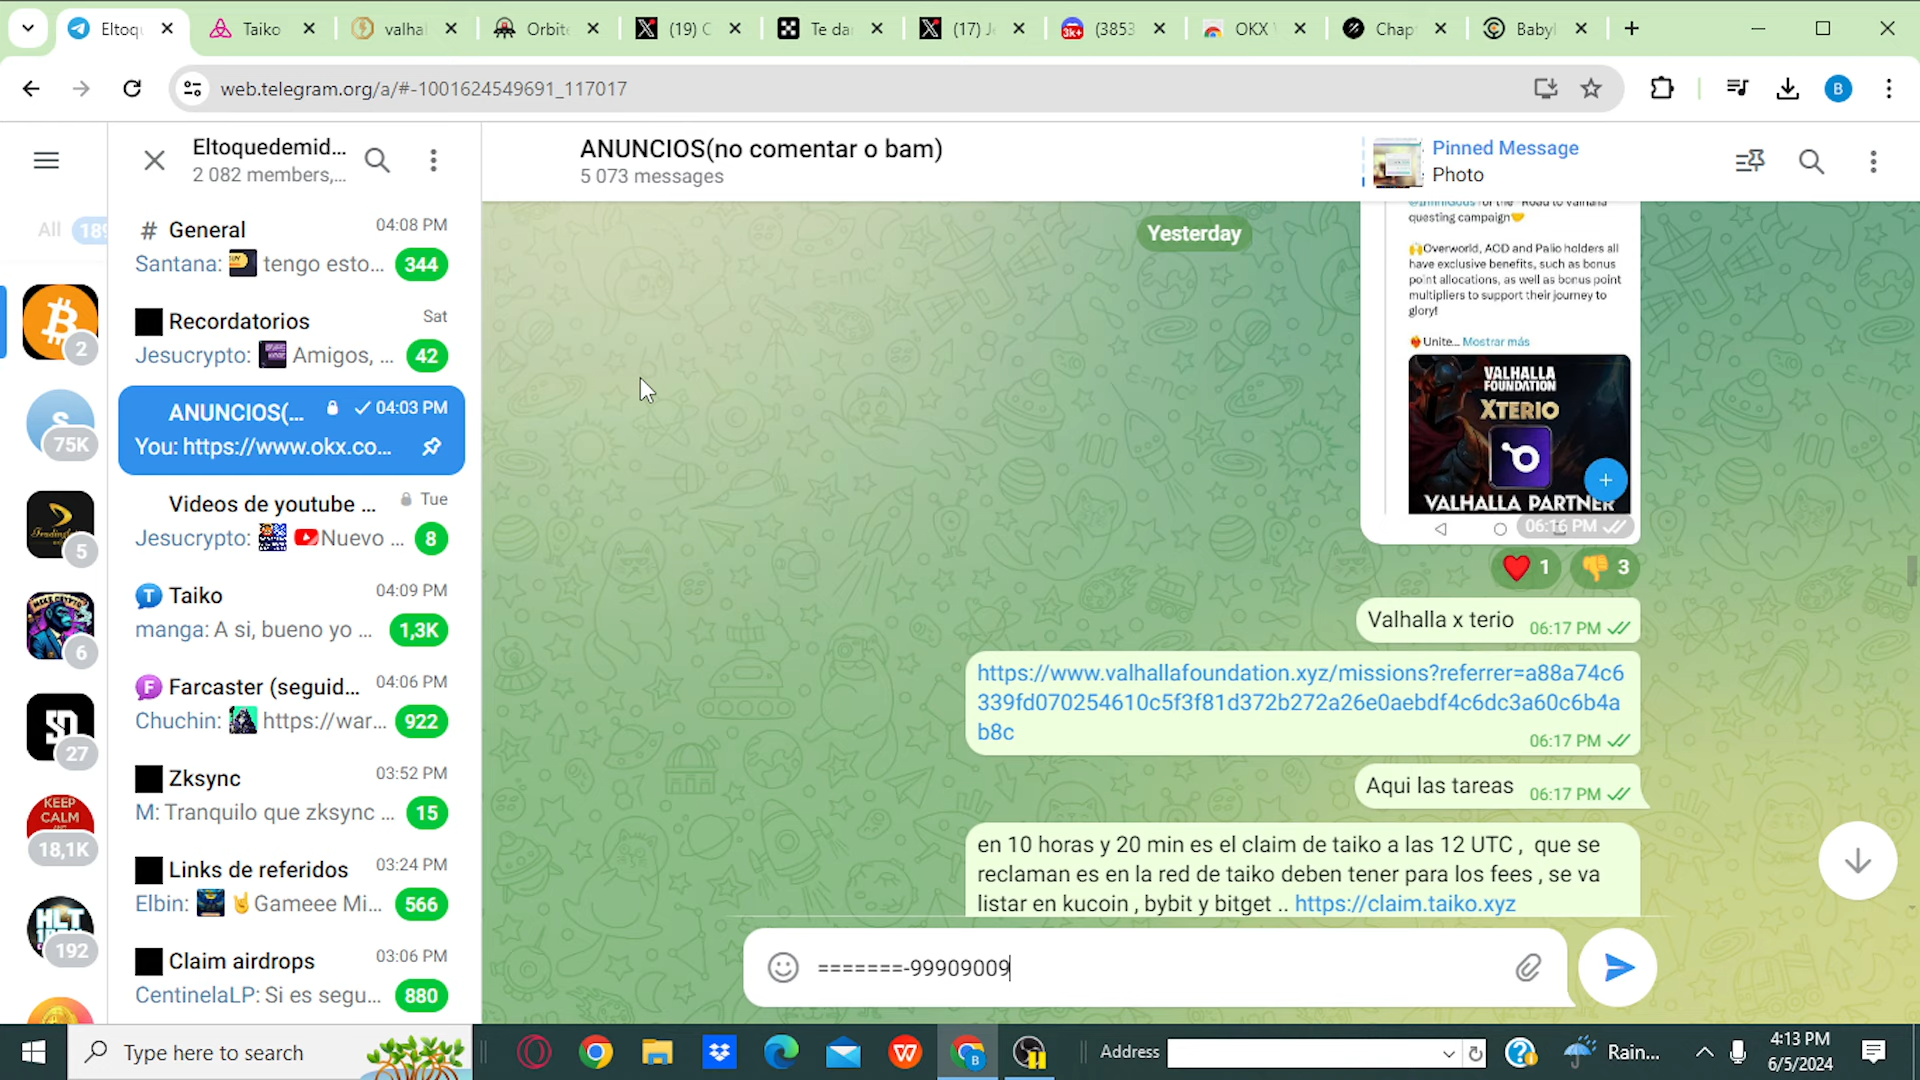 Eltoqu
Taiko
valha
Orbite
(19) C
Te dar
(17) Je
3k+
(3853
OKX
Chap
Babyl
web.telegram.org/a/#-1001624549691_117017
B
All
189
2
75K
5
6
27
KEEP
CALM
18,1K
HLT
192
Eltoquedemid...
2 082 members,...
# General 04:08 PM
Santana: tengo esto... 344
Recordatorios Sat
Jesucrypto: Amigos, ... 42
ANUNCIOS(... 04:03 PM
You: https://www.okx.co...
Videos de youtube ... Tue
Jesucrypto: Nuevo ... 8
T Taiko 04:09 PM
manga: A si, bueno yo ... 1,3K
F Farcaster (seguid... 04:06 PM
Chuchin: https://war... 922
Zksync 03:52 PM
M: Tranquilo que zksync ... 15
Links de referidos 03:24 PM
Elbin: Gameee Mi... 566
Claim airdrops 03:06 PM
CentinelaLP: Si es segu... 880
ANUNCIOS(no comentar o bam)
5 073 messages
Pinned Message
Photo
Yesterday
questing campaign
Overworld, AOD and Palio holders all
have exclusive benefits, such as bonus
point allocations, as well as bonus point
multipliers to support their journey to
glory!
Unite... Mostrar más
VALHALLA
FOUNDATION
XTERIO
VALHALLA PARTNER
06:16 PM
1
3
Valhalla x terio 06:17 PM
https://www.valhallafoundation.xyz/missions?referrer=a88a74c6
339fd070254610c5f3f81d372b272a26e0aebdf4c6dc3a60c6b4a
b8c
06:17 PM
Aqui las tareas 06:17 PM
en 10 horas y 20 min es el claim de taiko a las 12 UTC , que se
reclaman es en la red de taiko deben tener para los fees , se va
listar en kucoin , bybit y bitget .. https://claim.taiko.xyz
=======-99909009
Type here to search
Address
Rain...
4:13 PM
6/5/2024